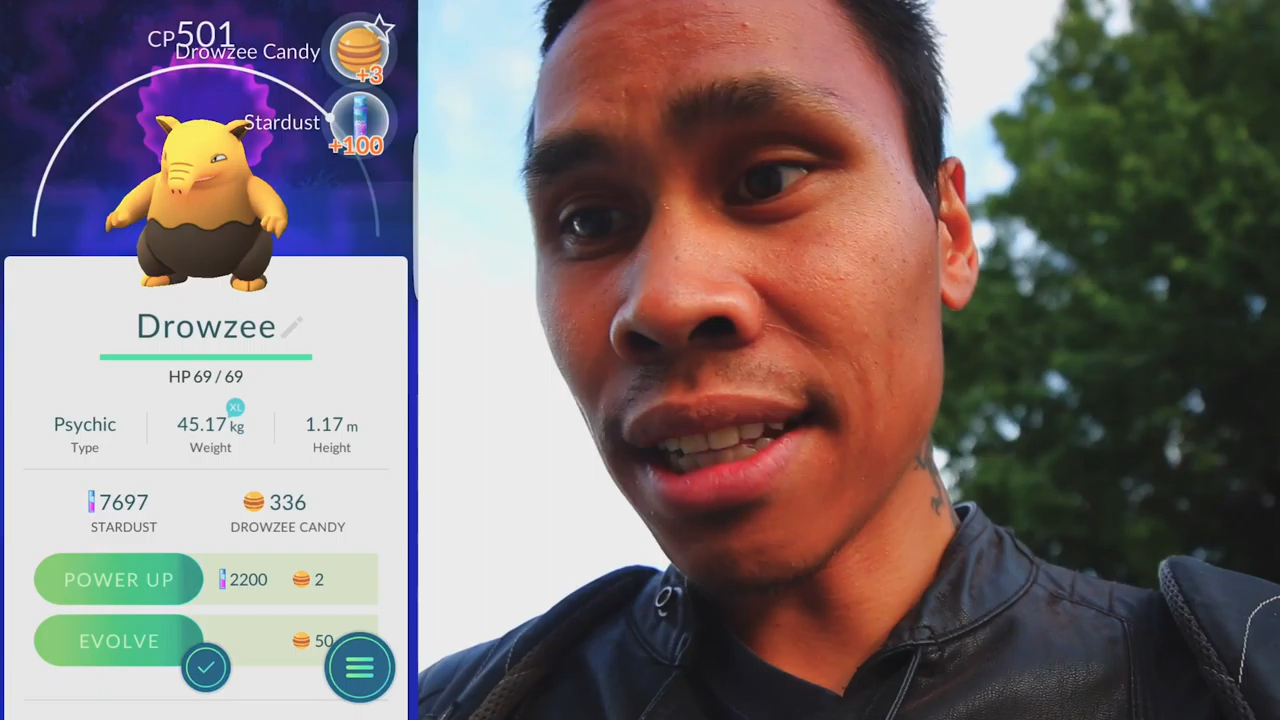 CP501
Drowzee Candy
+3
Stardust
+100
Drowzee
HP 69 / 69
XL
Psychic 45.17 kg 1.17 m
Type Weight Height
7697 336
STARDUST DROWZEE CANDY
POWER UP 2200 2
EVOLVE 50